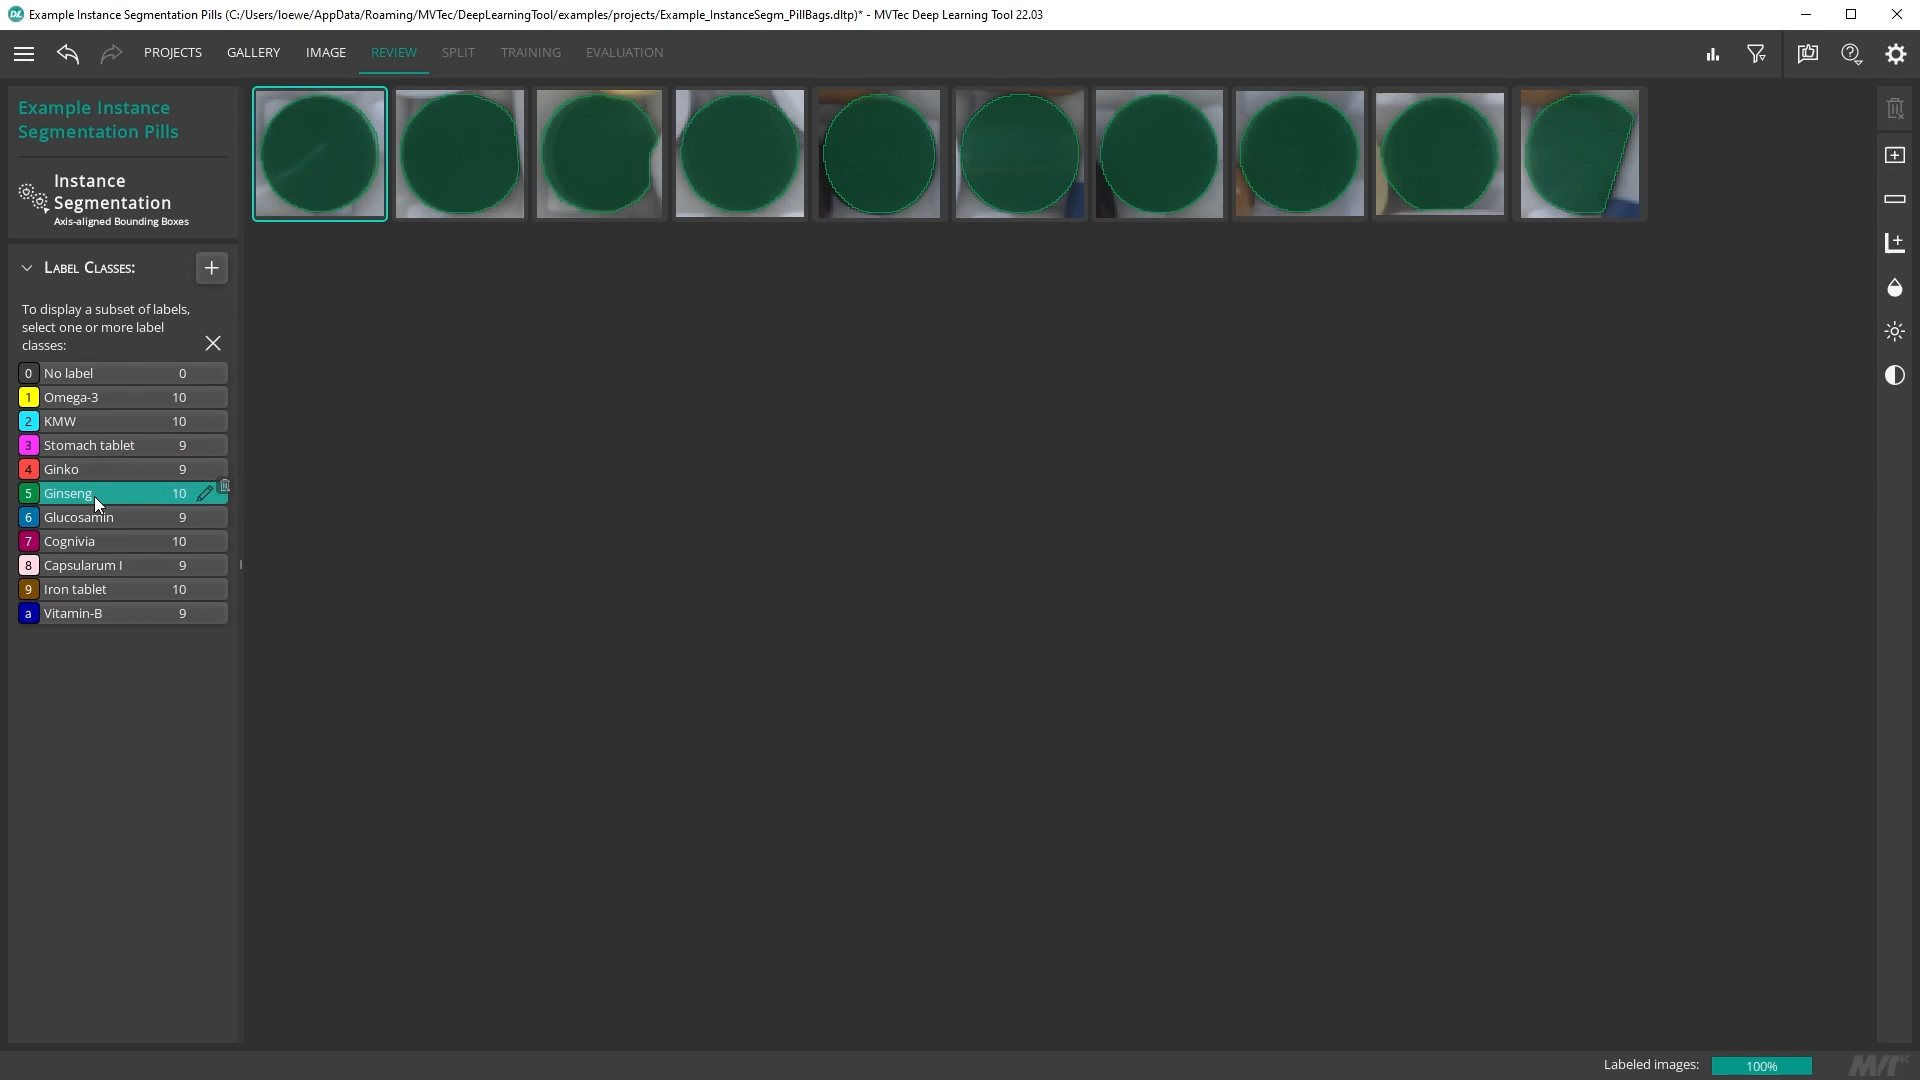 Example Instance Segmentation Pills (C:/Users/loewe/AppData/Roaming/MVTec/DeepLearningTool/examples/projects/Example_InstanceSegm_PillBags.dltp)* - MVTec Deep Learning Tool 22.03
PROJECTS GALLERY IMAGE REVIEW SPLIT TRAINING EVALUATION
Example Instance
Segmentation Pills
Instance
Segmentation
Axis-aligned Bounding Boxes
Label Classes:
To display a subset of labels,
select one or more label
classes:
0 No label 0
1 Omega-3 10
2 KMW 10
3 Stomach tablet 9
4 Ginko 9
5 Ginseng 10
6 Glucosamin 9
7 Cognivia 10
8 Capsularum I 9
9 Iron tablet 10
a Vitamin-B 9
Labeled images: 100%